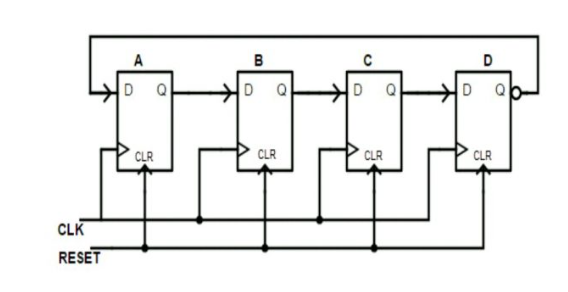 A B C D
D Q D Q D Q D Q
CLR CLR CLR CLR
CLK
RESET